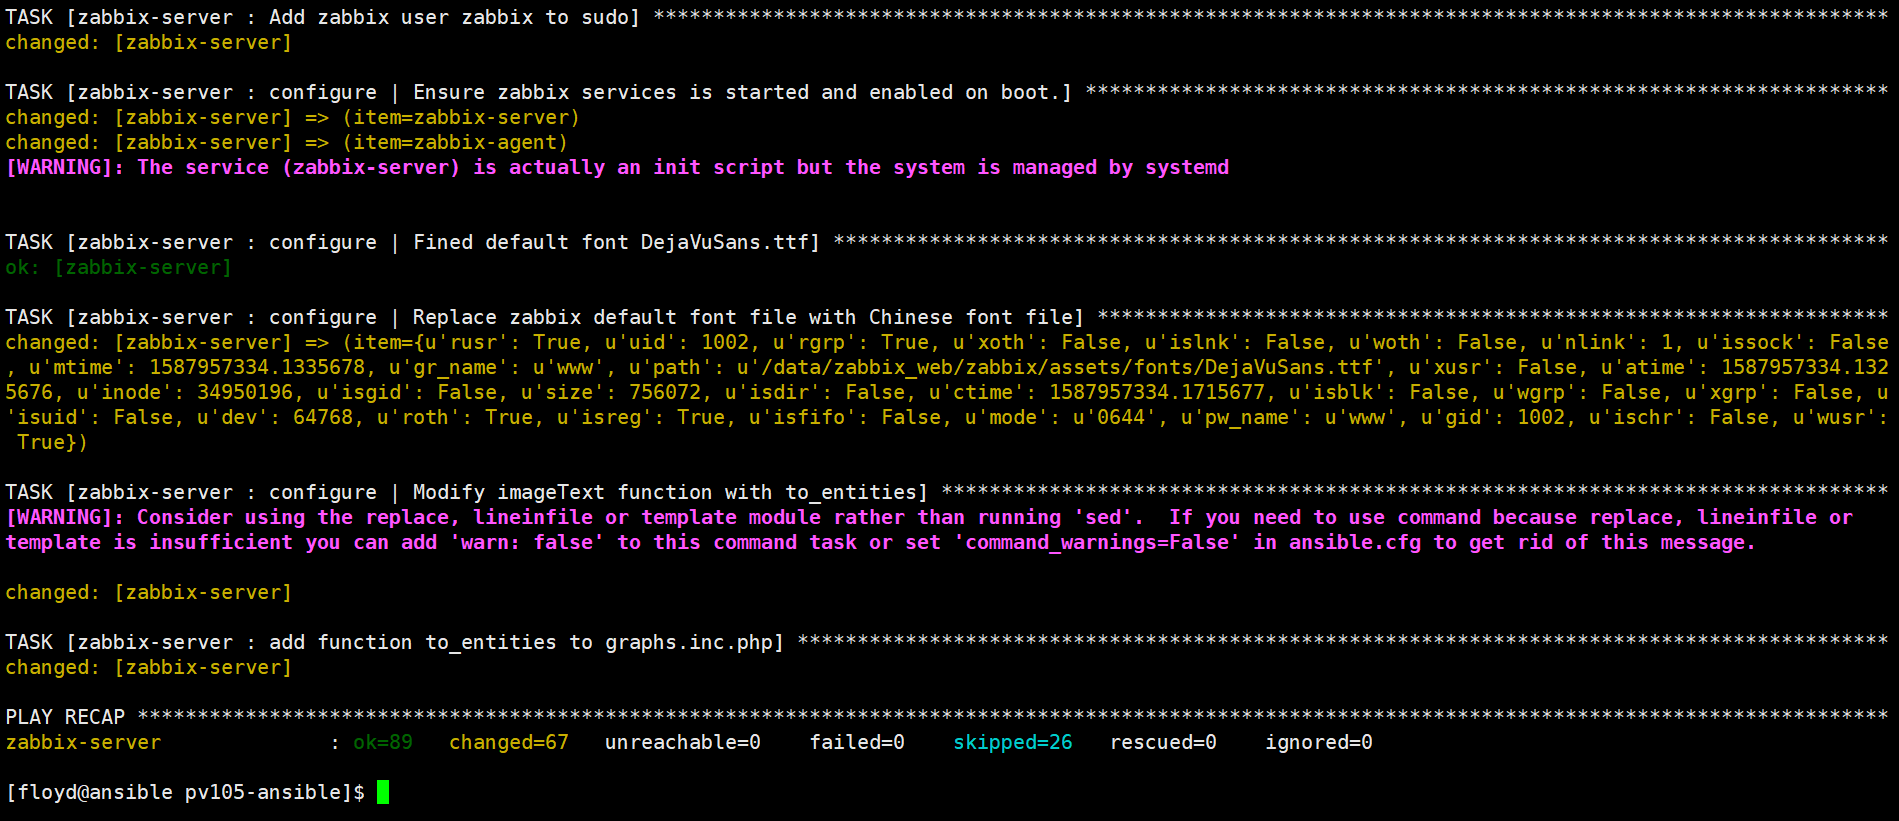 TASK [zabbix-server : Add zabbix user zabbix to sudo] *******************************************************************************************************
changed: [zabbix-server]
TASK [zabbix-server : configure | Ensure zabbix services is started and enabled on boot.] *******************************************************************
changed: [zabbix-server] => (item=zabbix-server)
changed: [zabbix-server] => (item=zabbix-agent)
[WARNING]: The service (zabbix-server) is actually an init script but the system is managed by systemd
TASK [zabbix-server : configure | Fined default font DejaVuSans.ttf] ****************************************************************************************
ok: [zabbix-server]
TASK [zabbix-server : configure | Replace zabbix default font file with Chinese font file] ******************************************************************
changed: [zabbix-server] => (item={u'rusr': True, u'uid': 1002, u'rgrp': True, u'xoth': False, u'islnk': False, u'woth': False, u'nlink': 1, u'issock': False
, u'mtime': 1587957334.1335678, u'gr_name': u'www', u'path': u'/data/zabbix_web/zabbix/assets/fonts/DejaVuSans.ttf', u'xusr': False, u'atime': 1587957334.132
5676, u'inode': 34950196, u'isgid': False, u'size': 756072, u'isdir': False, u'ctime': 1587957334.1715677, u'isblk': False, u'wgrp': False, u'xgrp': False, u
'isuid': False, u'dev': 64768, u'roth': True, u'isreg': True, u'isfifo': False, u'mode': u'0644', u'pw_name': u'www', u'gid': 1002, u'ischr': False, u'wusr':
True})
TASK [zabbix-server : configure | Modify imageText function with to_entities] *******************************************************************************
[WARNING]: Consider using the replace, lineinfile or template module rather than running 'sed'.  If you need to use command because replace, lineinfile or
template is insufficient you can add 'warn: false' to this command task or set 'command_warnings=False' in ansible.cfg to get rid of this message.
changed: [zabbix-server]
TASK [zabbix-server : add function to_entities to graphs.inc.php] *******************************************************************************************
changed: [zabbix-server]
PLAY RECAP **************************************************************************************************************************************************
zabbix-server              : ok=89   changed=67   unreachable=0    failed=0    skipped=26   rescued=0    ignored=0
[floyd@ansible pv105-ansible]$